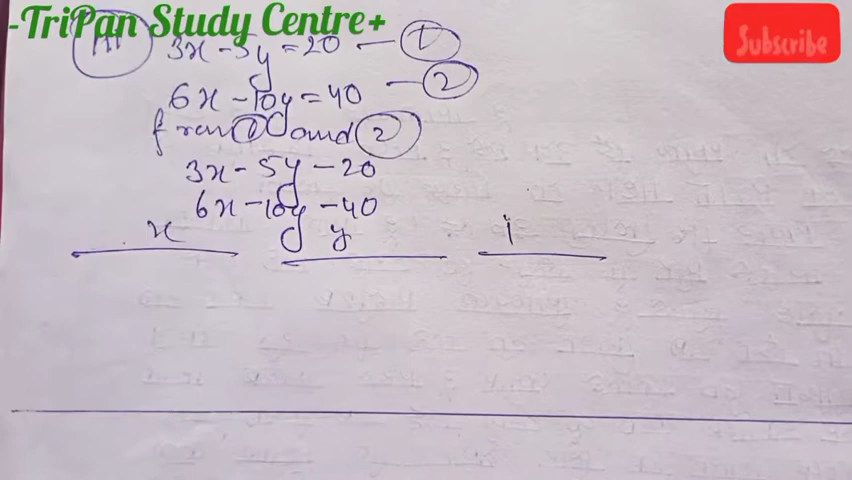 -TriPan Study Centre+
Subscribe
3x - 5y = 20 — ①
6x - 10y = 40 — ②
from ① and ②
3x - 5y - 20
6x - 10y - 40
x y 1